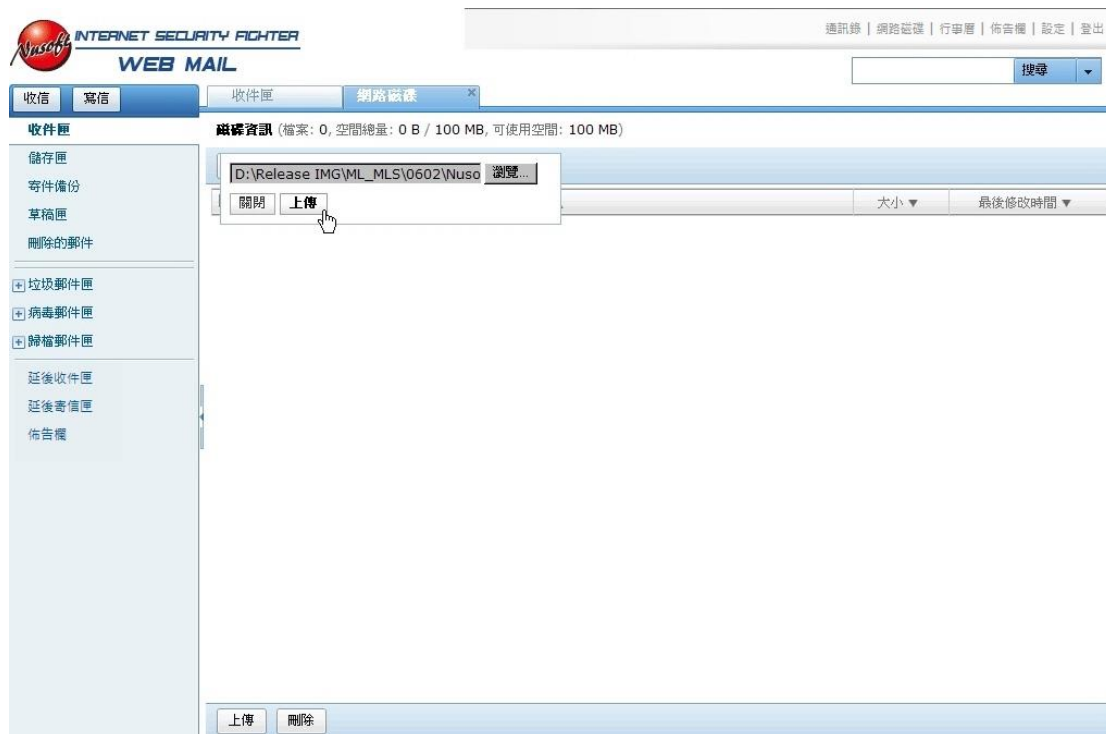 Nusoft INTERNET SECURITY FIGHTER
WEB MAIL
通訊錄 | 網路磁碟 | 行事曆 | 佈告欄 | 設定 | 登出
搜尋
收信 寫信
收件匣 網路磁碟
收件匣
儲存匣
寄件備份
草稿匣
刪除的郵件
垃圾郵件匣
病毒郵件匣
歸檔郵件匣
延後收件匣
延後寄信匣
佈告欄
磁碟資訊 (檔案: 0, 空間總量: 0 B / 100 MB, 可使用空間: 100 MB)
D:\Release IMG\ML_MLS\0602\Nuso 瀏覽...
關閉 上傳
大小▼ 最後修改時間▼
上傳 刪除